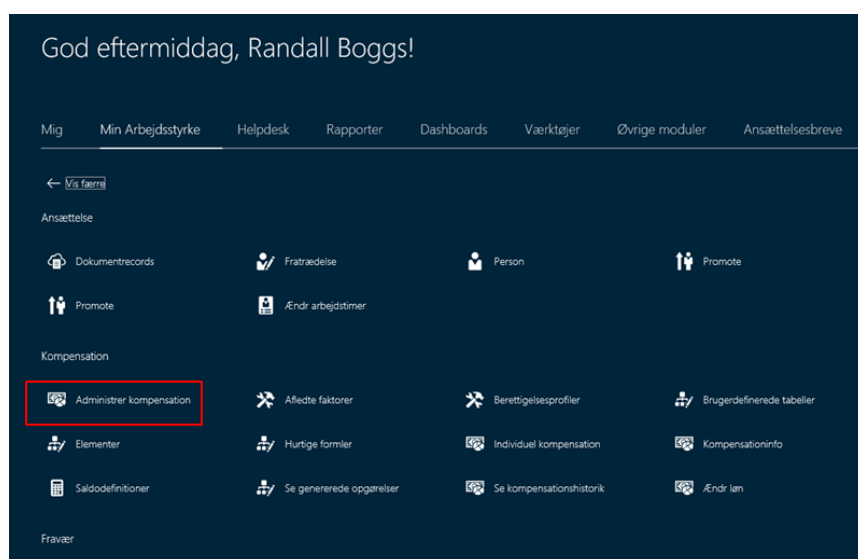 God eftermiddag, Randall Boggs!
Mig Min Arbejdsstyrke Helpdesk Rapporter Dashboards Værktøjer Øvrige moduler Ansættelsesbreve
Vis færre
Ansættelse
Dokumentrecords Fratrædelse Person Promote
Promote Ændr arbejdstimer
Kompensation
Administrer kompensation Afledte faktorer Berettigelsesprofiler Brugerdefinerede tabeller
Elementer Hurtige formler Individuel kompensation Kompensationinfo
Saldodefinitioner Se genererede opgørelser Se kompensationshistorik Ændr løn
Fravær